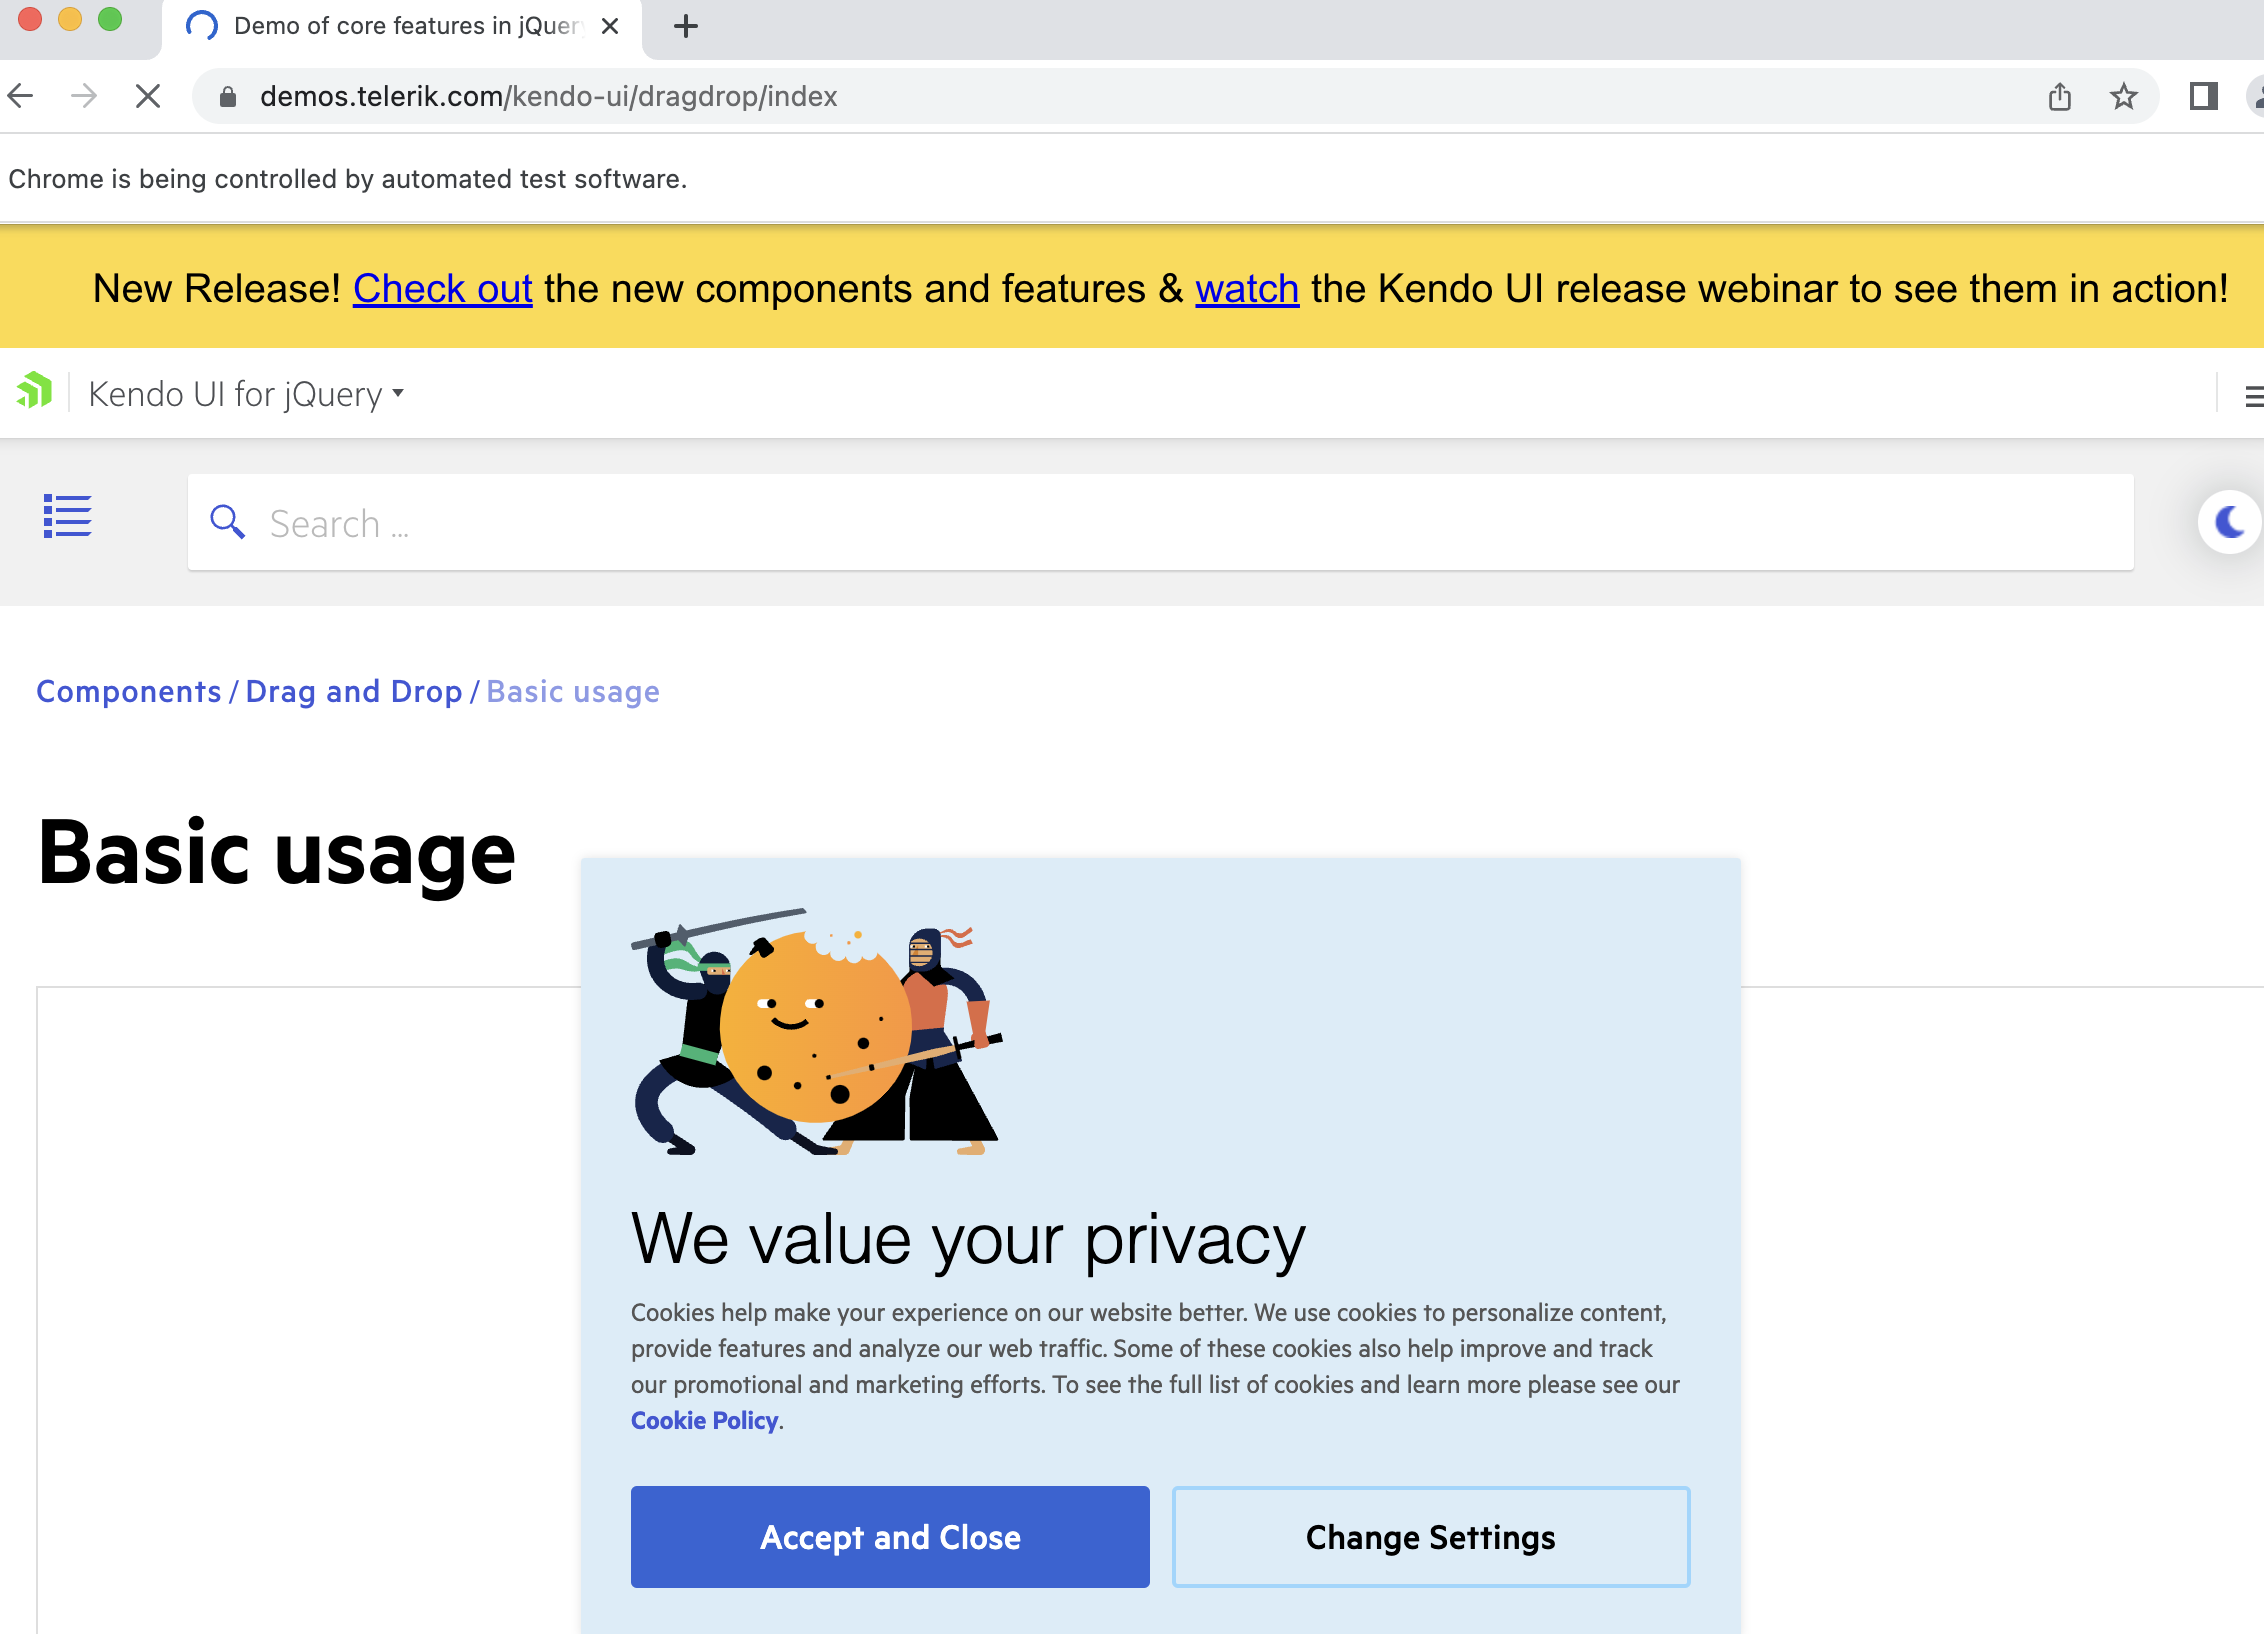 Demo of core features in jQuery
demos.telerik.com/kendo-ui/dragdrop/index
Chrome is being controlled by automated test software.
New Release! Check out the new components and features & watch the Kendo UI release webinar to see them in action!
Kendo UI for jQuery
Search ...
Components / Drag and Drop / Basic usage
Basic usage
We value your privacy
Cookies help make your experience on our website better. We use cookies to personalize content,
provide features and analyze our web traffic. Some of these cookies also help improve and track
our promotional and marketing efforts. To see the full list of cookies and learn more please see our
Cookie Policy.
Accept and Close
Change Settings